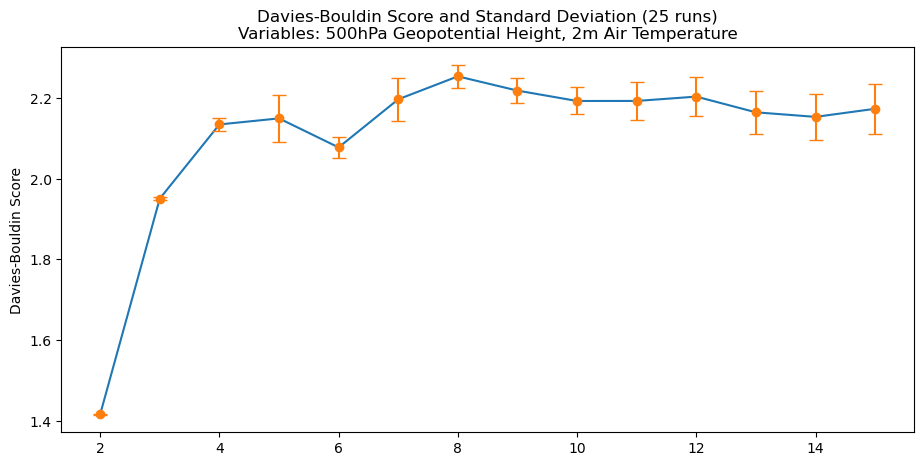 Davies-Bouldin Score and Standard Deviation (25 runs)
Variables: 500hPa Geopotential Height, 2m Air Temperature
Davies-Bouldin Score
2.2
2.0
1.8
1.6
1.4
2 4 6 8 10 12 14